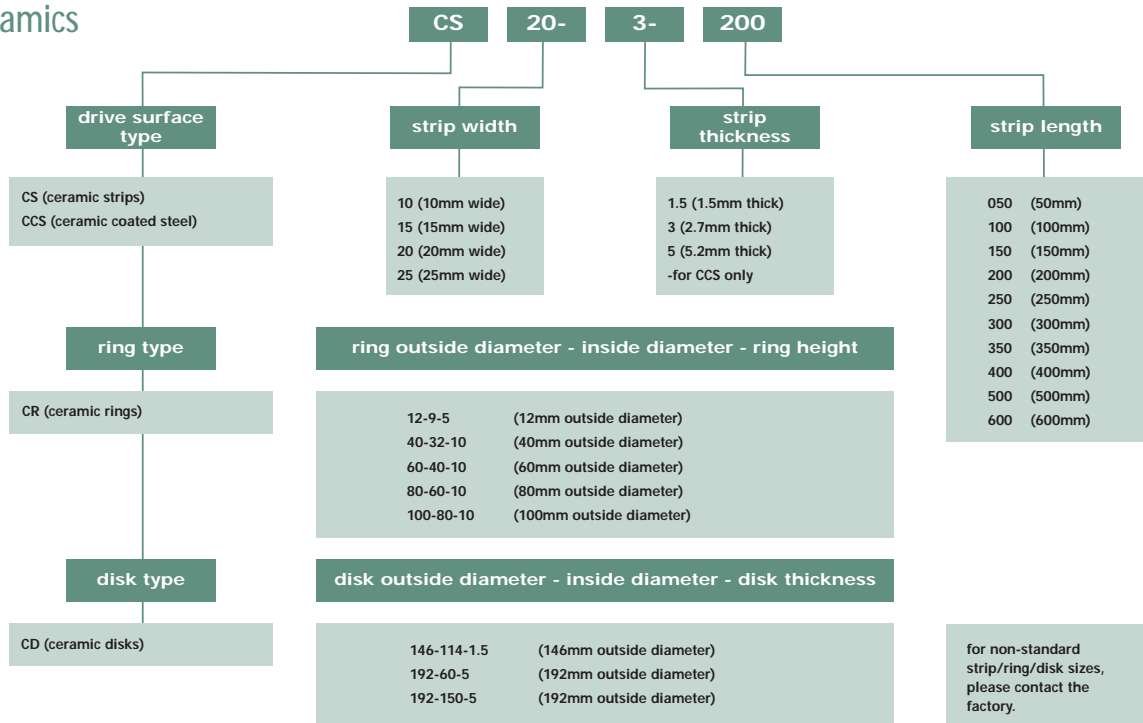 amics
CS 20- 3- 200
drive surface
type
strip width
strip
thickness
strip length
CS (ceramic strips)
CCS (ceramic coated steel)
10 (10mm wide)
15 (15mm wide)
20 (20mm wide)
25 (25mm wide)
1.5 (1.5mm thick)
3 (2.7mm thick)
5 (5.2mm thick)
-for CCS only
050 (50mm)
100 (100mm)
150 (150mm)
200 (200mm)
250 (250mm)
300 (300mm)
350 (350mm)
400 (400mm)
500 (500mm)
600 (600mm)
ring type
ring outside diameter - inside diameter - ring height
CR (ceramic rings)
12-9-5 (12mm outside diameter)
40-32-10 (40mm outside diameter)
60-40-10 (60mm outside diameter)
80-60-10 (80mm outside diameter)
100-80-10 (100mm outside diameter)
disk type
disk outside diameter - inside diameter - disk thickness
CD (ceramic disks)
146-114-1.5 (146mm outside diameter)
192-60-5 (192mm outside diameter)
192-150-5 (192mm outside diameter)
for non-standard
strip/ring/disk sizes,
please contact the
factory.